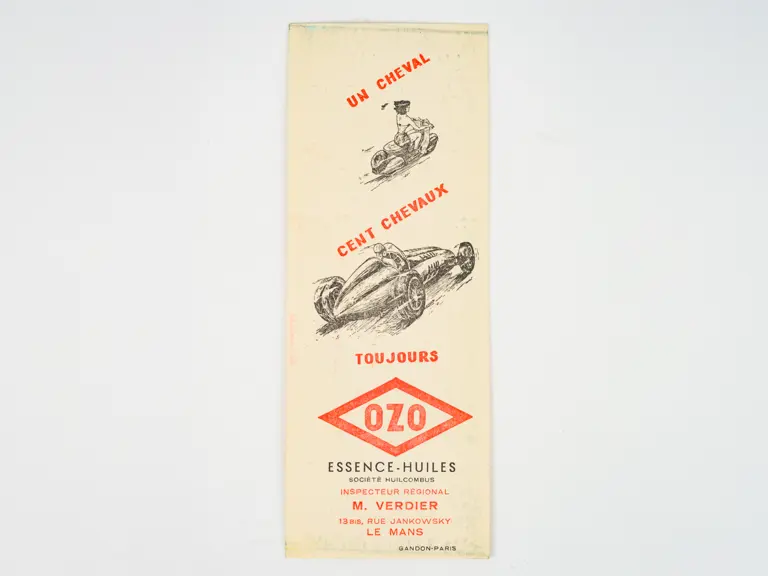 UN CHEVAL
CENT CHEVAUX
TOUJOURS
OZO
ESSENCE-HUILES
SOCIÉTÉ HUILCOMBUS
INSPECTEUR RÉGIONAL
M. VERDIER
13 BIS, RUE JANKOWSKY
LE MANS
GANDON-PARIS